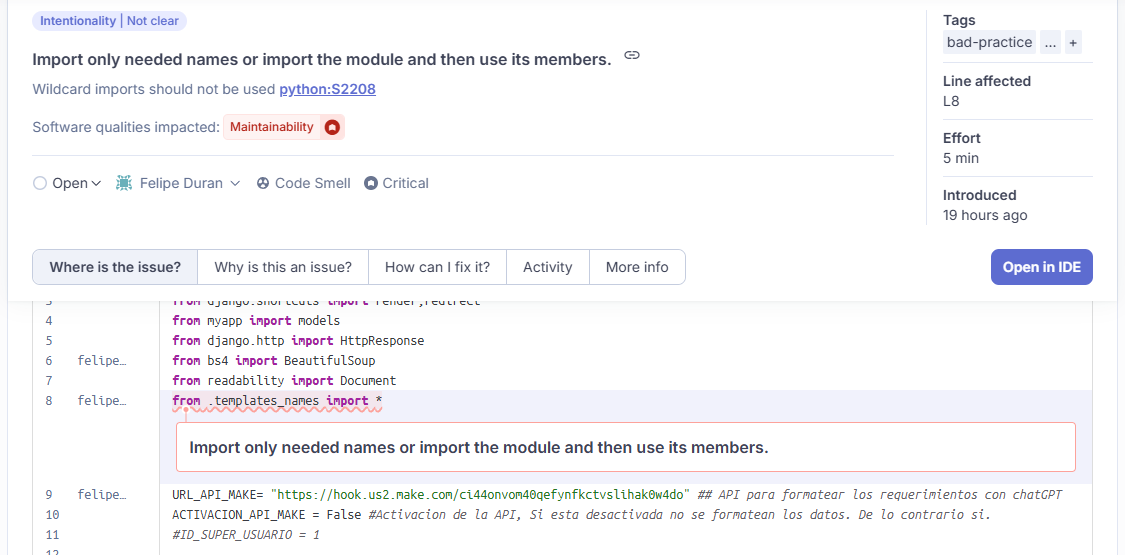 Intentionality | Not clear
Import only needed names or import the module and then use its members.
Wildcard imports should not be used python:S2208
Software qualities impacted: Maintainability
Open Felipe Duran Code Smell Critical
Tags
bad-practice ... +
Line affected
L8
Effort
5 min
Introduced
19 hours ago
Where is the issue? Why is this an issue? How can I fix it? Activity More info
Open in IDE
3 from django.shortcuts import render,redirect
4 from myapp import models
5 from django.http import HttpResponse
6 felipe… from bs4 import BeautifulSoup
7 from readability import Document
8 felipe… from .templates_names import *
Import only needed names or import the module and then use its members.
9 felipe… URL_API_MAKE= "https://hook.us2.make.com/ci44onvom40qefynfkctvslihak0w4do" ## API para formatear los requerimientos con chatGPT
10 ACTIVACION_API_MAKE = False #Activacion de la API, Si esta desactivada no se formatean los datos. De lo contrario si.
11 #ID_SUPER_USUARIO = 1
12